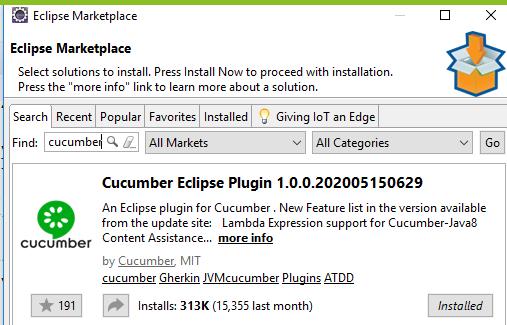 Eclipse Marketplace
Eclipse Marketplace
Select solutions to install. Press Install Now to proceed with installation.
Press the "more info" link to learn more about a solution.
Search Recent Popular Favorites Installed Giving IoT an Edge
Find: cucumber All Markets All Categories Go
Cucumber Eclipse Plugin 1.0.0.202005150629
An Eclipse plugin for Cucumber . New Feature list in the version available
from the update site: Lambda Expression support for Cucumber-Java8
Content Assistance... more info
cucumber
by Cucumber, MIT
cucumber Gherkin JVMcucumber Plugins ATDD
191 Installs: 313K (15,355 last month) Installed